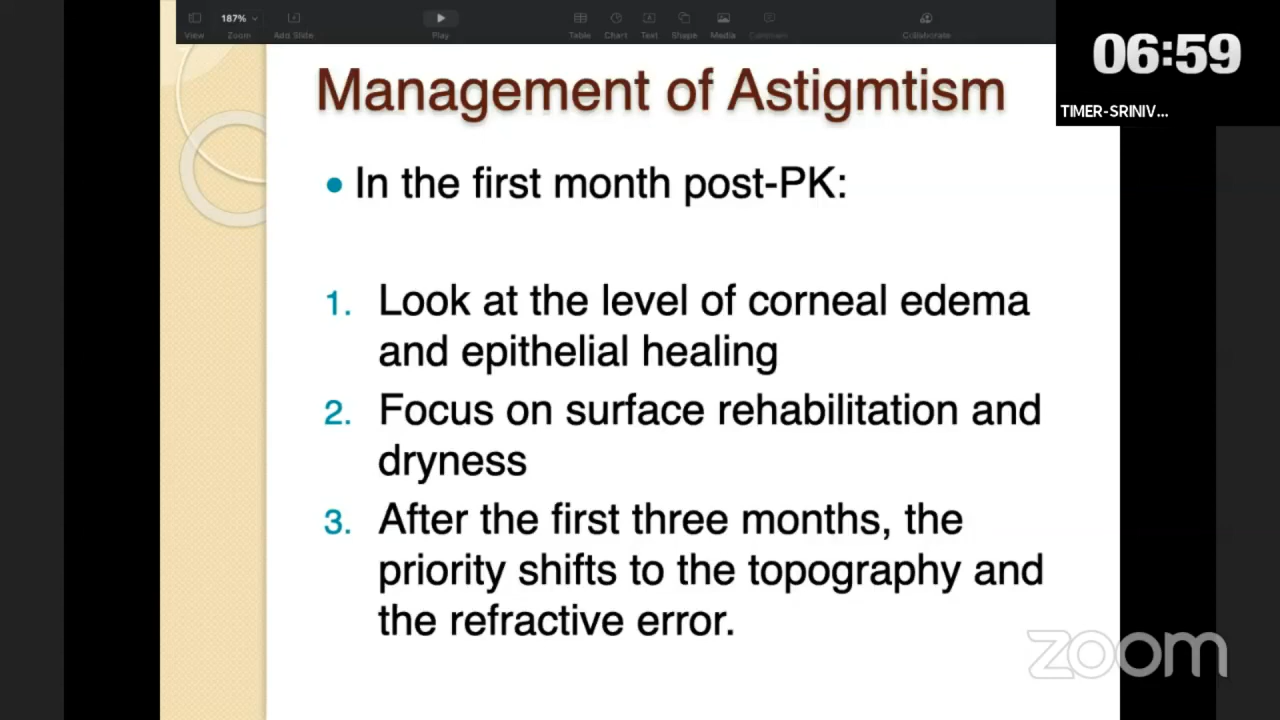 187%
View
Zoom
Add Slide
Play
Table
Chart
Text
Shape
Media
Comment
Collaborate
06:59
TIMER-SRINIV...
Management of Astigmtism
• In the first month post-PK:
1. Look at the level of corneal edema
and epithelial healing
2. Focus on surface rehabilitation and
dryness
3. After the first three months, the
priority shifts to the topography and
the refractive error.
zoom